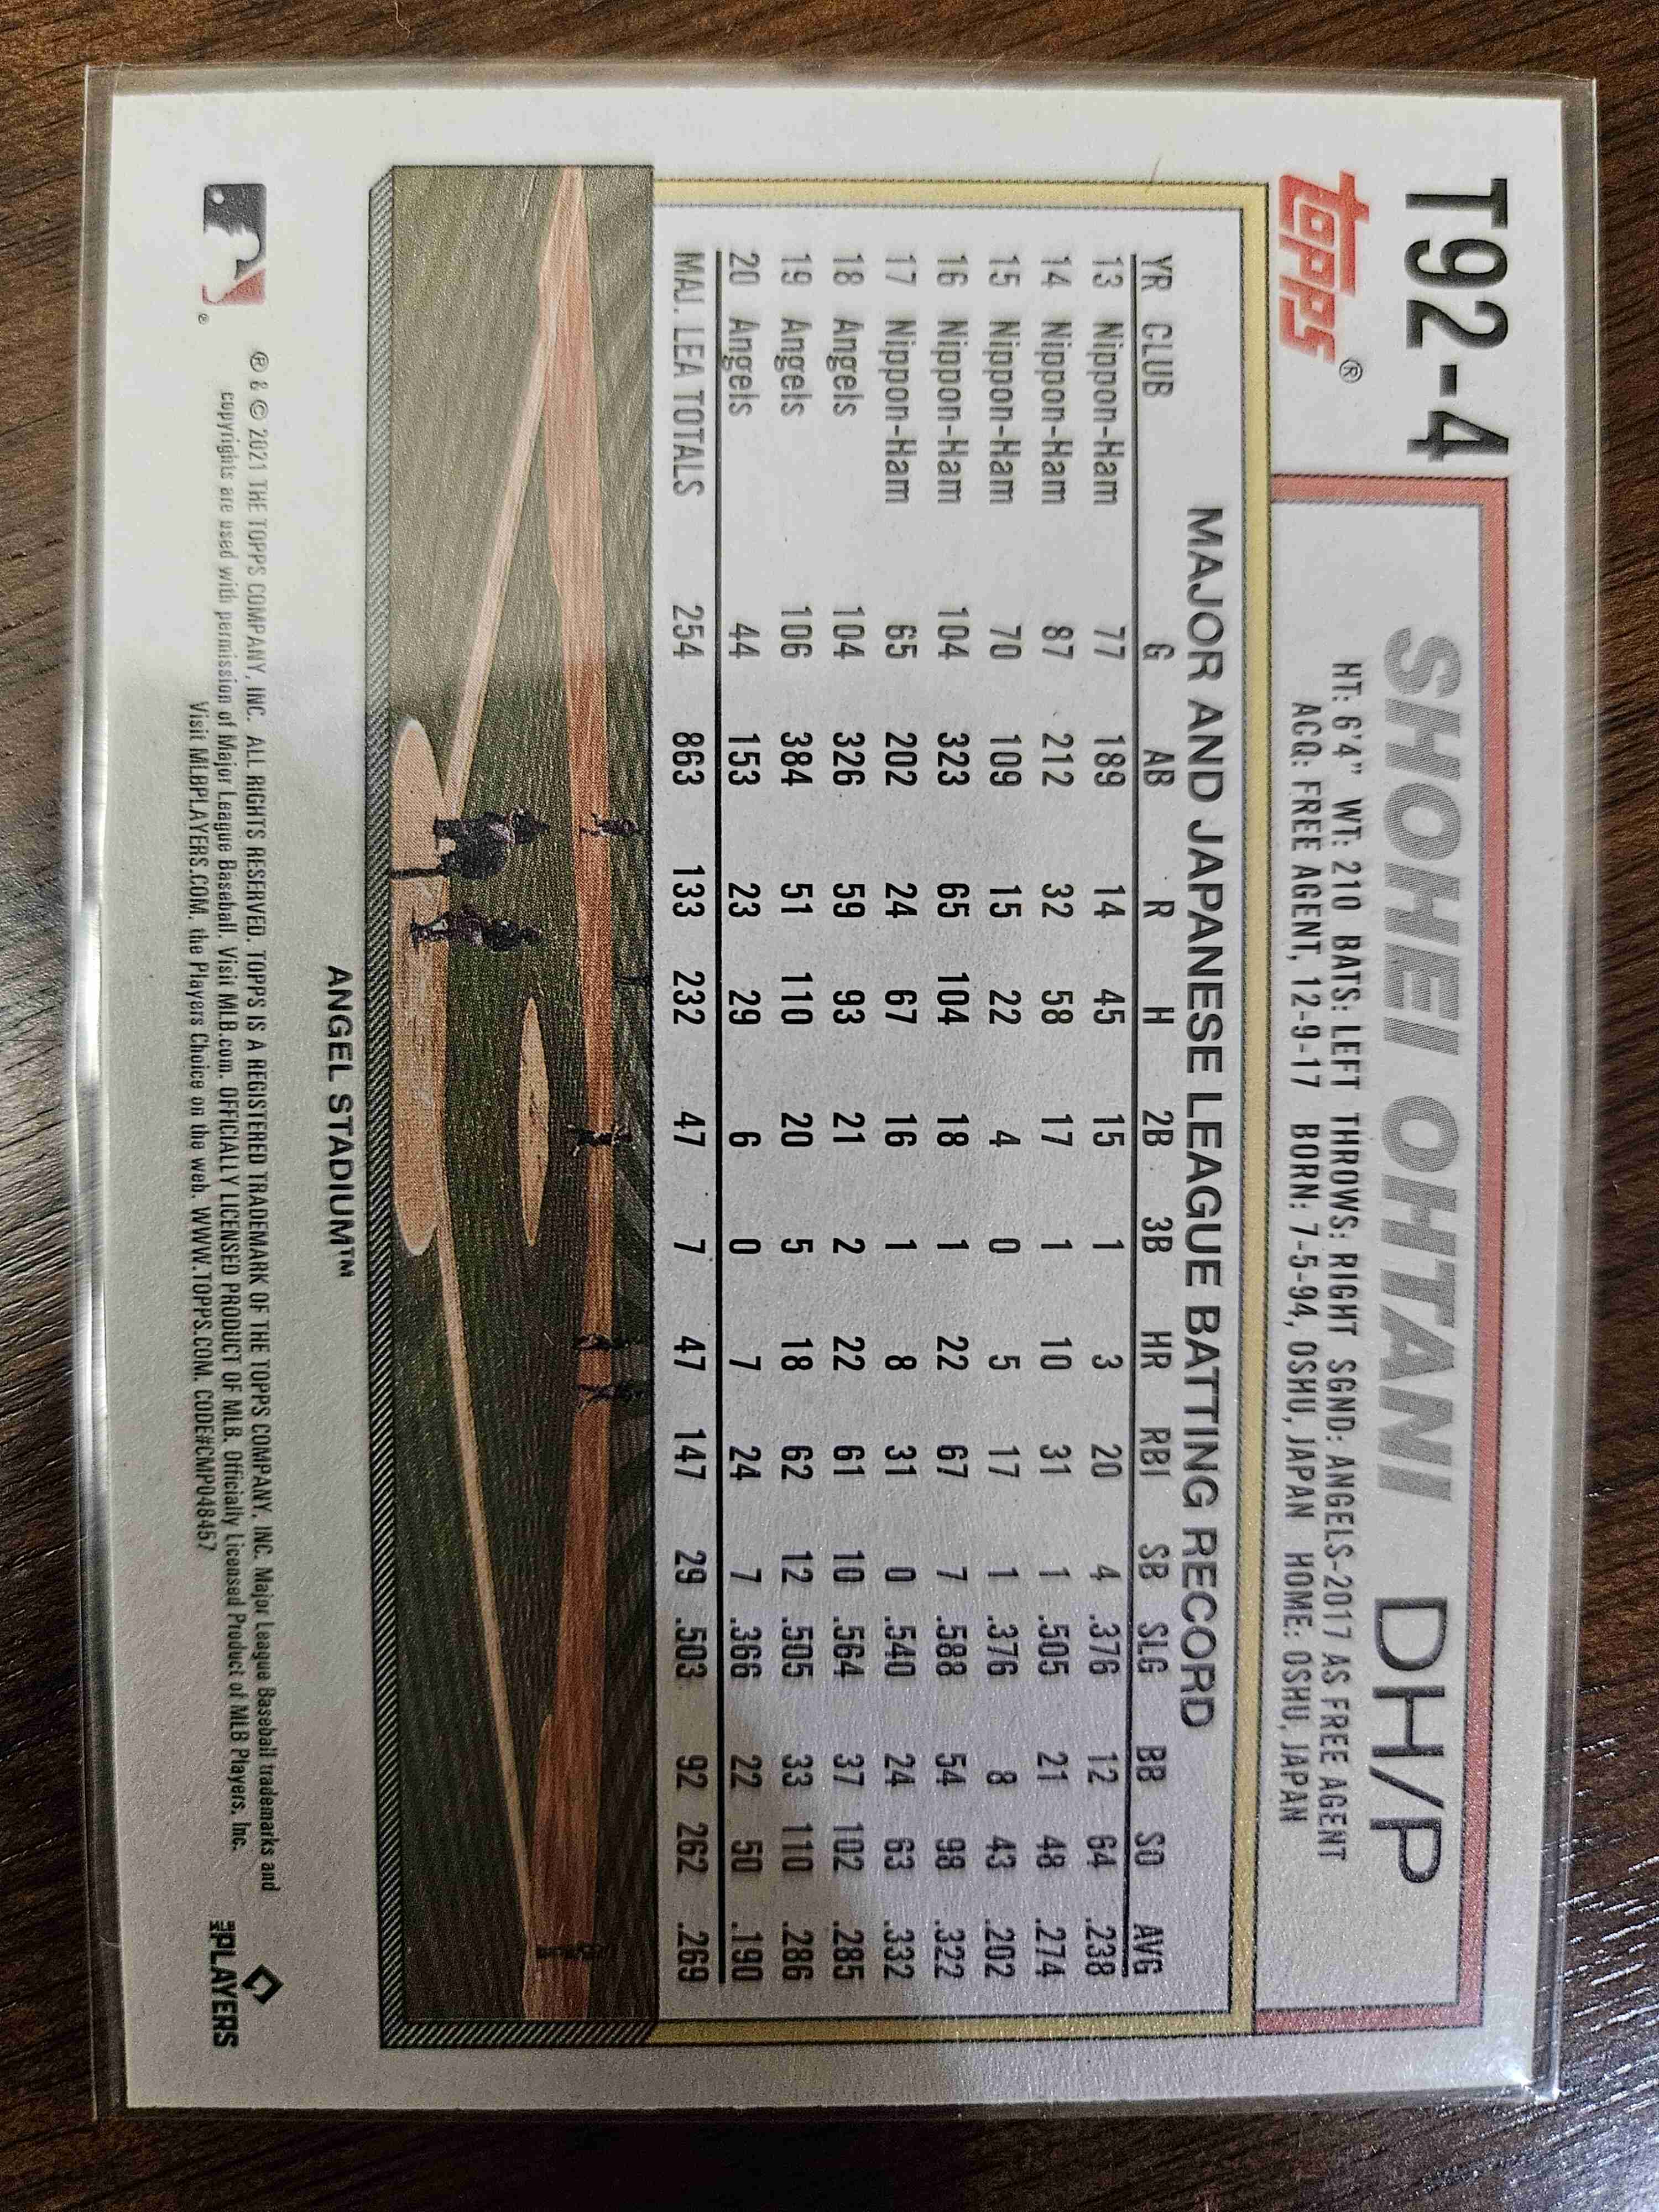 T92-4
topps®
SHOHEI OHTANI DH/P
HT: 6'4" WT: 210 BATS: LEFT THROWS: RIGHT SGND: ANGELS-2017 AS FREE AGENT
ACQ: FREE AGENT, 12-9-17 BORN: 7-5-94, OSHU, JAPAN HOME: OSHU, JAPAN
MAJOR AND JAPANESE LEAGUE BATTING RECORD
YR CLUB G AB R H 2B 3B HR RBI SB SLG BB SO AVG
13 Nippon-Ham 77 189 14 45 15 1 3 20 4 .376 12 64 .238
14 Nippon-Ham 87 212 32 58 17 1 10 31 1 .505 21 48 .274
15 Nippon-Ham 70 109 15 22 4 0 5 17 1 .376 8 43 .202
16 Nippon-Ham 104 323 65 104 18 1 22 67 7 .588 54 98 .322
17 Nippon-Ham 65 202 24 67 16 1 8 31 0 .540 24 63 .332
18 Angels 104 326 59 93 21 2 22 61 10 .564 37 102 .285
19 Angels 106 384 51 110 20 5 18 62 12 .505 33 110 .286
20 Angels 44 153 23 29 6 0 7 24 7 .366 22 50 .190
MAJ. LEA TOTALS 254 863 133 232 47 7 47 147 29 .503 92 262 .269
ANGEL STADIUM™
® & © 2021 THE TOPPS COMPANY, INC. ALL RIGHTS RESERVED. TOPPS IS A REGISTERED TRADEMARK OF THE TOPPS COMPANY, INC. Major League Baseball trademarks and
copyrights are used with permission of Major League Baseball. Visit MLB.com. OFFICIALLY LICENSED PRODUCT OF MLB. Officially Licensed Product of MLB Players, Inc.
Visit MLBPLAYERS.COM, the Players Choice on the web. WWW.TOPPS.COM. CODE#CMP048457
®
MLB PLAYERS